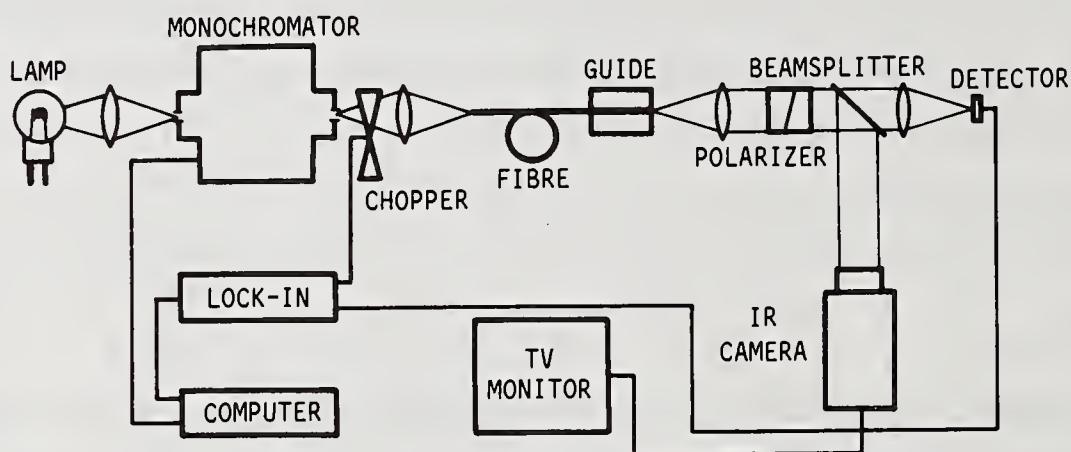 MONOCHROMATOR
LAMP
GUIDE
BEAMSPLITTER
DETECTOR
POLARIZER
FIBRE
CHOPPER
LOCK-IN
IR
CAMERA
TV
MONITOR
COMPUTER